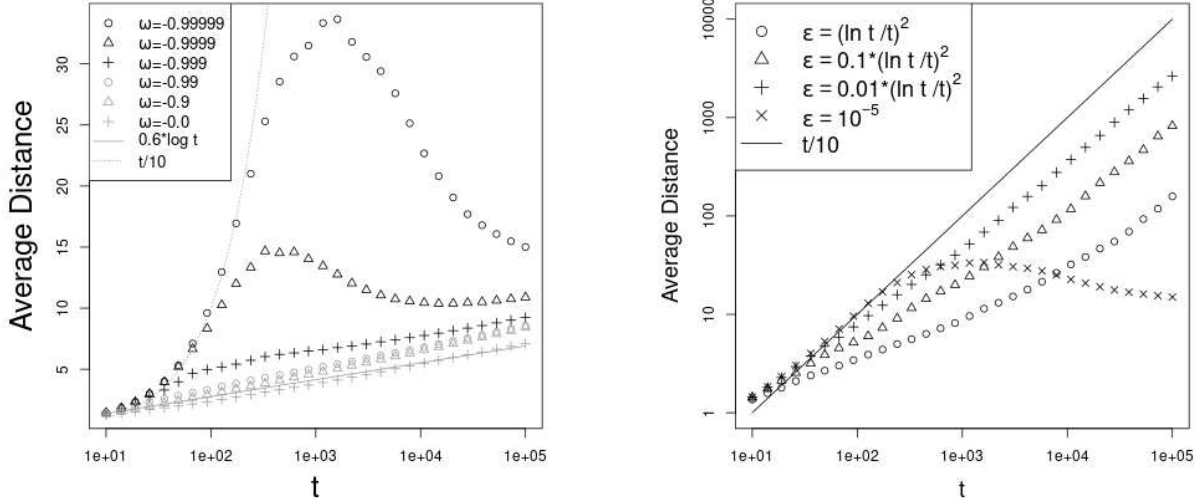 ω=-0.99999
ω=-0.9999
ω=-0.999
ω=-0.99
ω=-0.9
ω=-0.0
0.6*log t
t/10
Average Distance
30
25
20
15
10
5
1e+01 1e+02 1e+03 1e+04 1e+05
t
ε = (ln t /t)²
ε = 0.1*(ln t /t)²
ε = 0.01*(ln t /t)²
ε = 10⁻⁵
t/10
Average Distance
10000
1000
100
10
1
1e+01 1e+02 1e+03 1e+04 1e+05
t